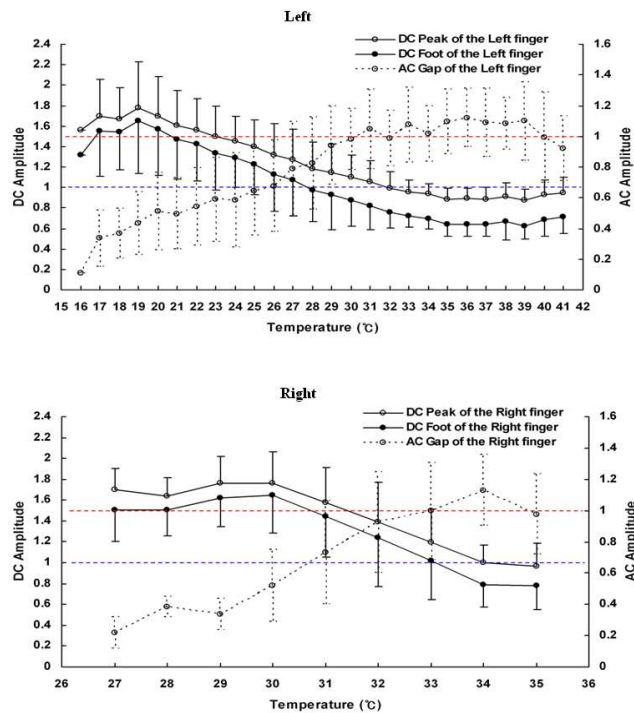 Left
DC Peak of the Left finger
DC Foot of the Left finger
AC Gap of the Left finger
2.4
2.2
2
1.8
1.6
1.4
1.2
1
0.8
0.6
0.4
0.2
0
DC Amplitude
1.6
1.4
1.2
1
0.8
0.6
0.4
0.2
0
AC Amplitude
15 16 17 18 19 20 21 22 23 24 25 26 27 28 29 30 31 32 33 34 35 36 37 38 39 40 41 42
Temperature (℃)
Right
DC Peak of the Right finger
DC Foot of the Right finger
AC Gap of the Right finger
2.4
2.2
2
1.8
1.6
1.4
1.2
1
0.8
0.6
0.4
0.2
0
DC Amplitude
1.6
1.4
1.2
1
0.8
0.6
0.4
0.2
0
AC Amplitude
26 27 28 29 30 31 32 33 34 35 36
Temperature (℃)